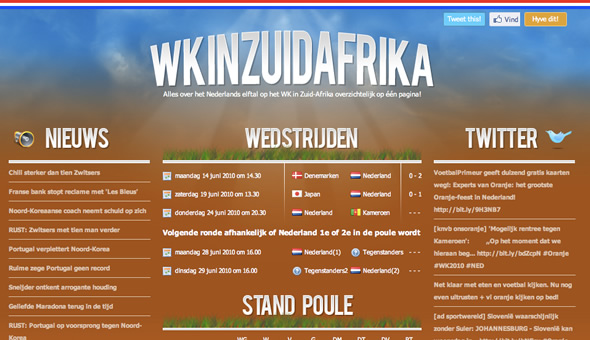 Tweet this!
Vind
Hyve dit!
WKINZUIDAFRIKA
Alles over het Nederlands elftal op het WK in Zuid-Afrika overzichtelijk op één pagina!
NIEUWS
Chili sterker dan tien Zwitsers
Franse bank stopt reclame met 'Les Bleus'
Noord-Koreaanse coach neemt schuld op zich
RUST: Zwitsers met tien man verder
Portugal verplettert Noord-Korea
Ruime zege Portugal geen record
Sneijder ontkent arrogante houding
Geliefde Maradona terug in de tijd
RUST: Portugal op voorsprong tegen Noord-
Korea
WEDSTRIJDEN
maandag 14 juni 2010 om 14.30 Denemarken Nederland 0 - 2
zaterdag 19 juni 2010 om 13.30 Japan Nederland 0 - 1
donderdag 24 juni 2010 om 20.30 Nederland Kameroen - - -
Volgende ronde afhankelijk of Nederland 1e of 2e in de poule wordt
maandag 28 juni 2010 om 16.00 Nederland(1) Tegenstanders - - -
dinsdag 29 juni 2010 om 16.00 Tegenstanders2 Nederland(2) - - -
STAND POULE
WG W V G DM DT DV PT
TWITTER
VoetbalPrimeur geeft duizend gratis kaarten
weg: Experts van Oranje: het grootste
Oranje-feest in Nederland!
http://bit.ly/9H3NB7
[knvb onsoranje] 'Mogelijk rentree tegen
Kameroen': „Op het moment dat we
hieraan beg... http://bit.ly/bdZcpN #Oranje
#WK2010 #NED
Net klaar met eten en voetbal kijken. Nu nog
even uitrusten + vl oranje kijken op bed!
[ad sportwereld] Slovenië waarschijnlijk
zonder Suler: JOHANNESBURG - Slovenië kan